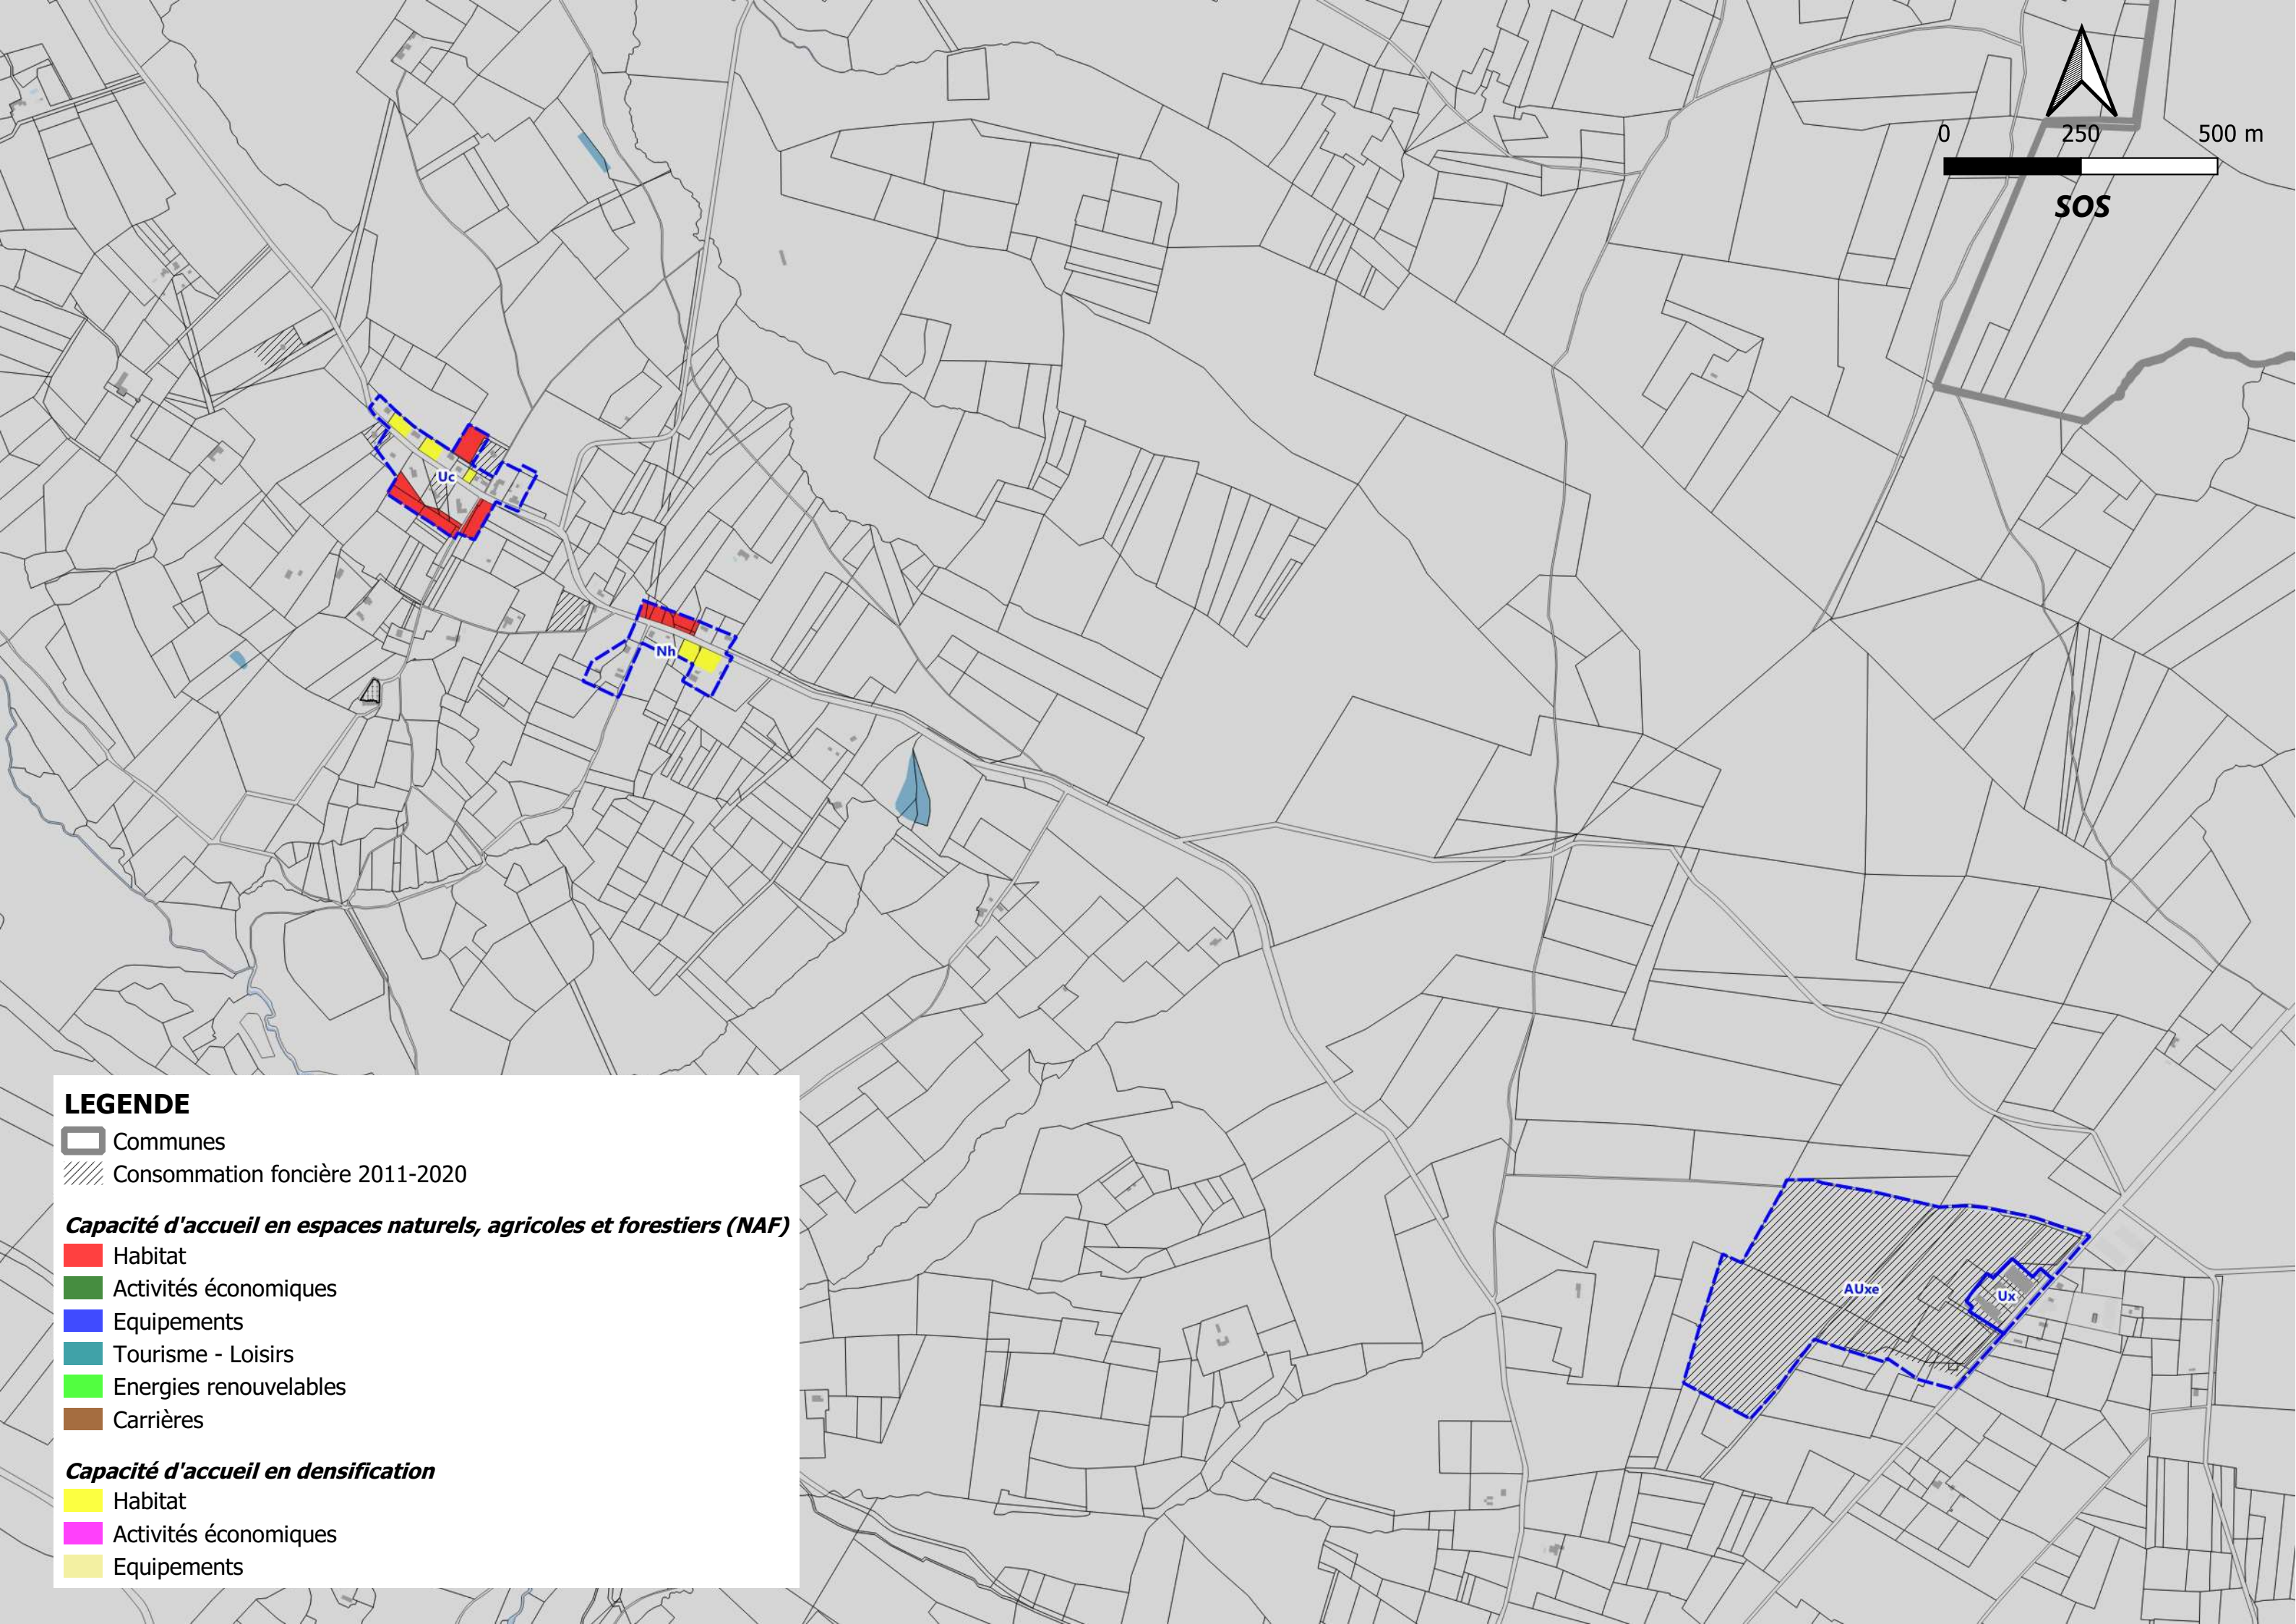 0 250 500 m
SOS
Uc
Nh
AUxe
Ux
LEGENDE
Communes
Consommation foncière 2011-2020
Capacité d'accueil en espaces naturels, agricoles et forestiers (NAF)
Habitat
Activités économiques
Equipements
Tourisme - Loisirs
Energies renouvelables
Carrières
Capacité d'accueil en densification
Habitat
Activités économiques
Equipements